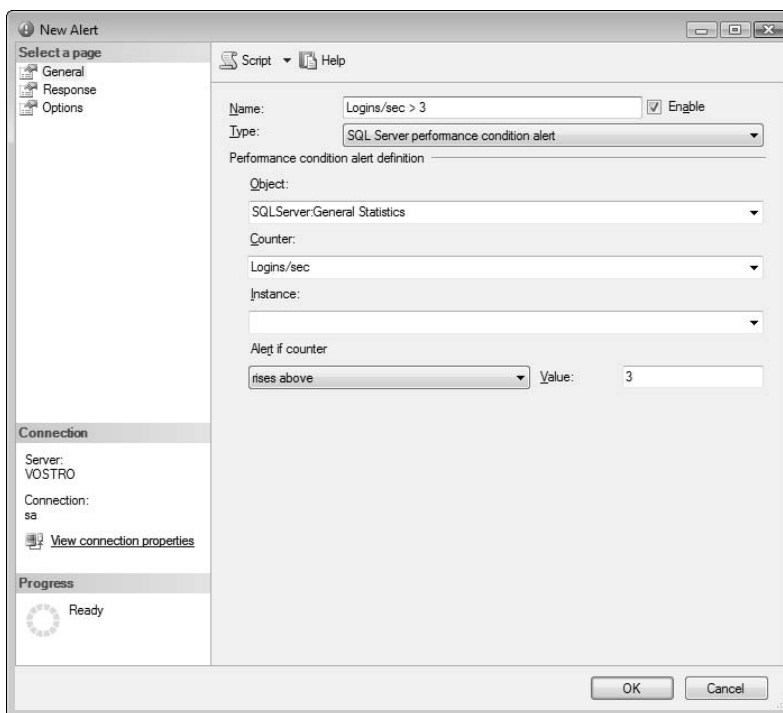 New Alert
Select a page
General
Response
Options
Script
Help
Name:
Logins/sec > 3
Enable
Type:
SQL Server performance condition alert
Performance condition alert definition
Object:
SQLServer:General Statistics
Counter:
Logins/sec
Instance:
Alert if counter
rises above
Value:
3
Connection
Server:
VOSTRO
Connection:
sa
View connection properties
Progress
Ready
OK
Cancel